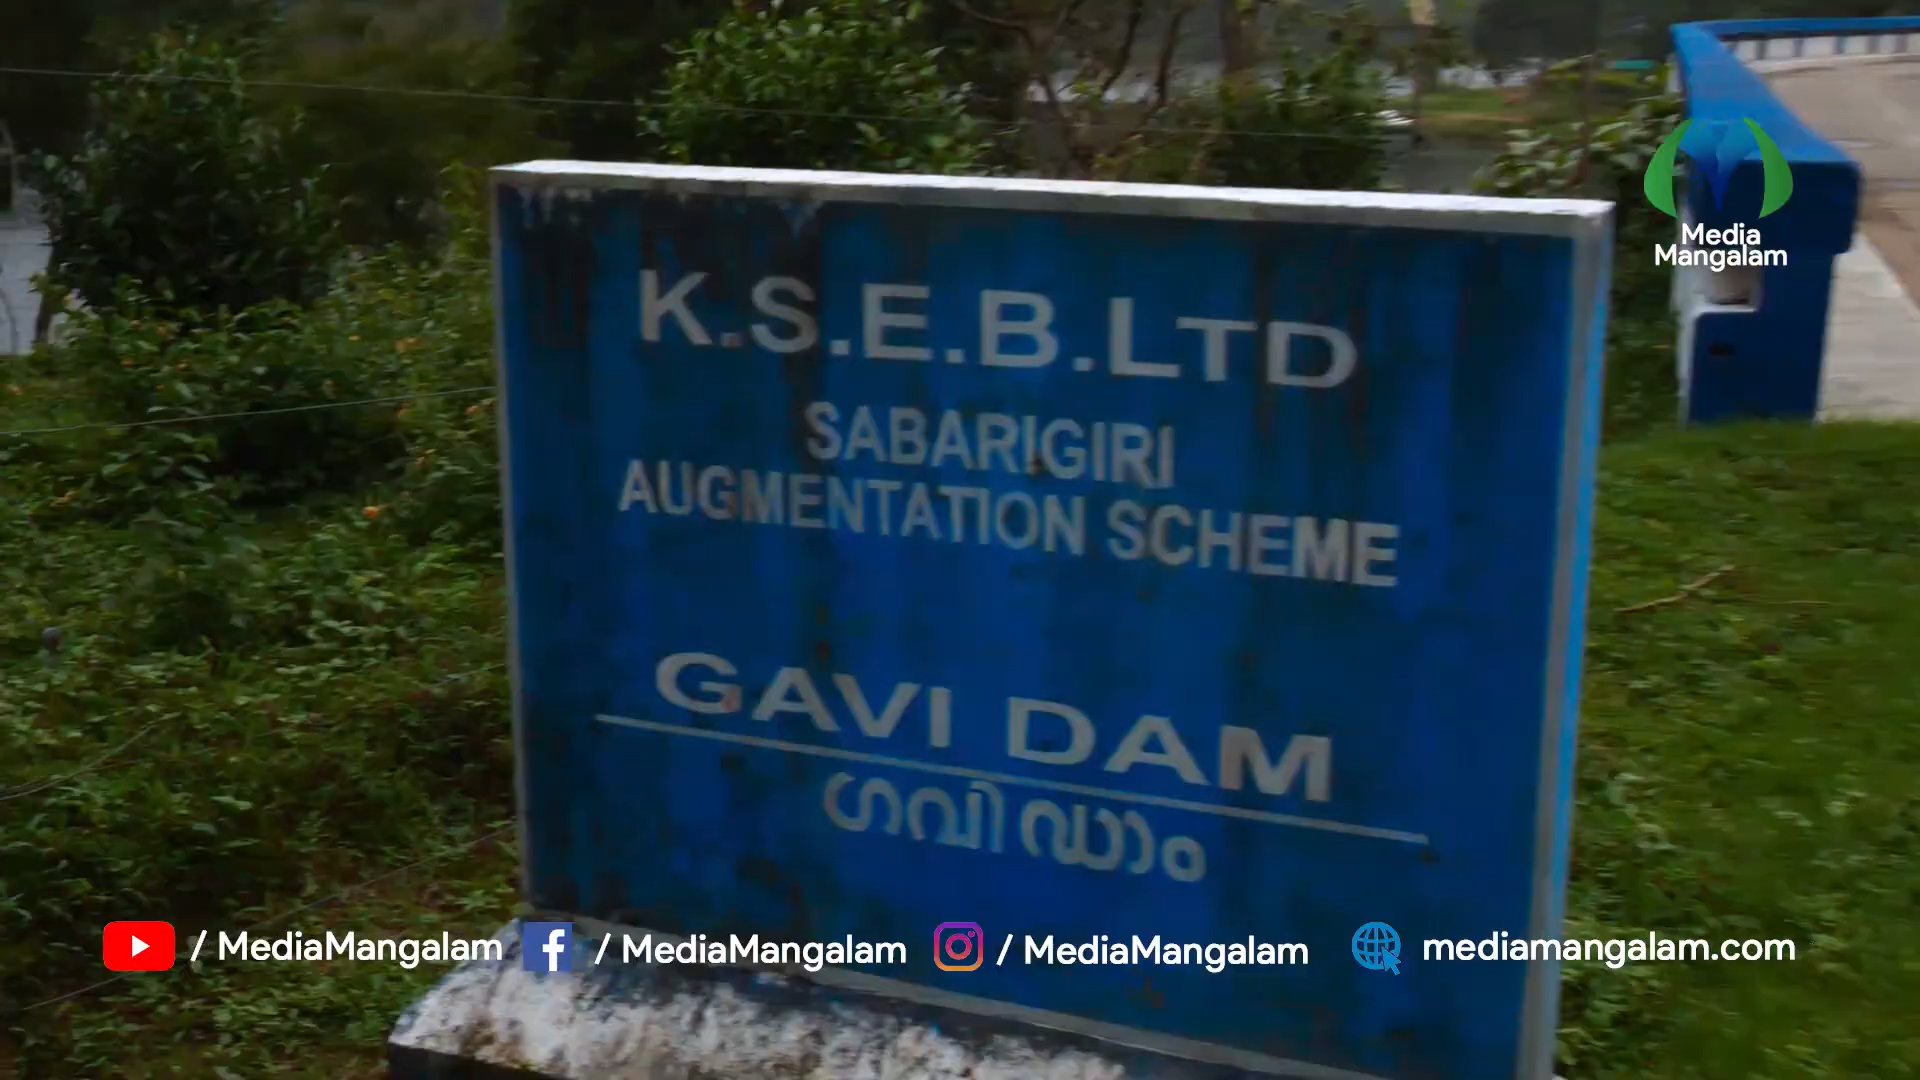 Media
Mangalam
K.S.E.B.LTD
SABARIGIRI
AUGMENTATION SCHEME
GAVI DAM
ഗവി ഡാം
/ MediaMangalam
/ MediaMangalam
/ MediaMangalam
mediamangalam.com